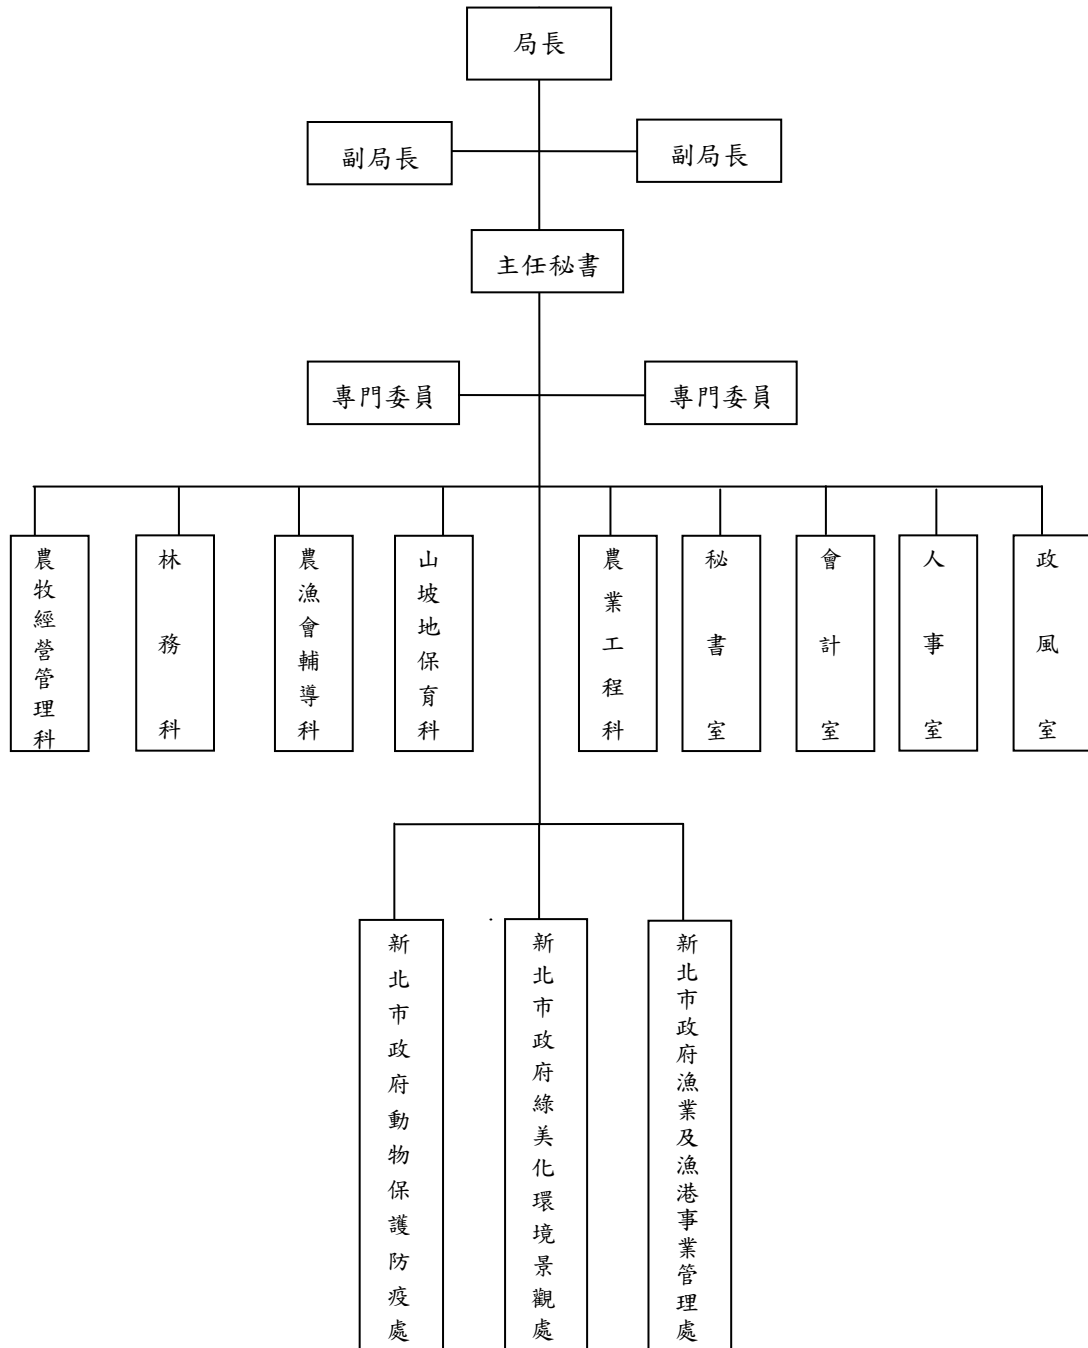 局長
副局長
副局長
主任秘書
專門委員
專門委員
農牧經營管理科
林務科
農漁會輔導科
山坡地保育科
農業工程科
秘書室
會計室
人事室
政風室
新北市政府動物保護防疫處
新北市政府綠美化環境景觀處
新北市政府漁業及漁港事業管理處